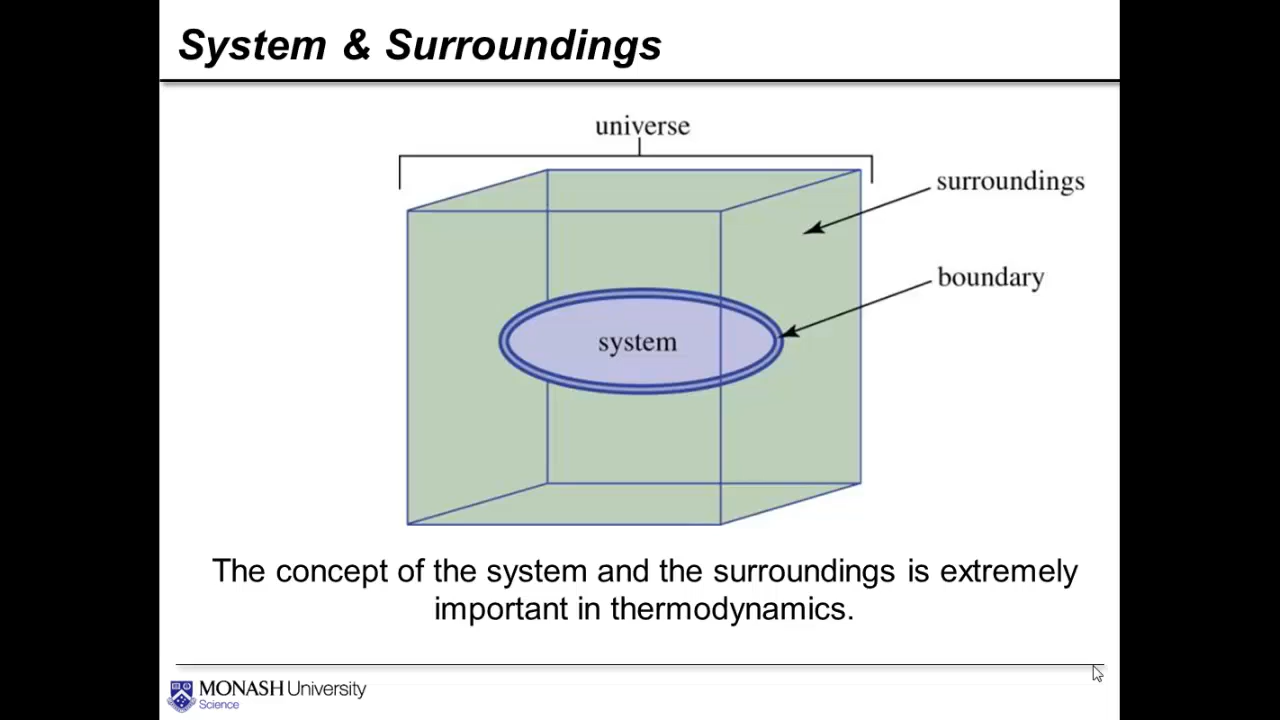 System & Surroundings
universe
surroundings
boundary
system
The concept of the system and the surroundings is extremely
important in thermodynamics.
MONASH University
Science